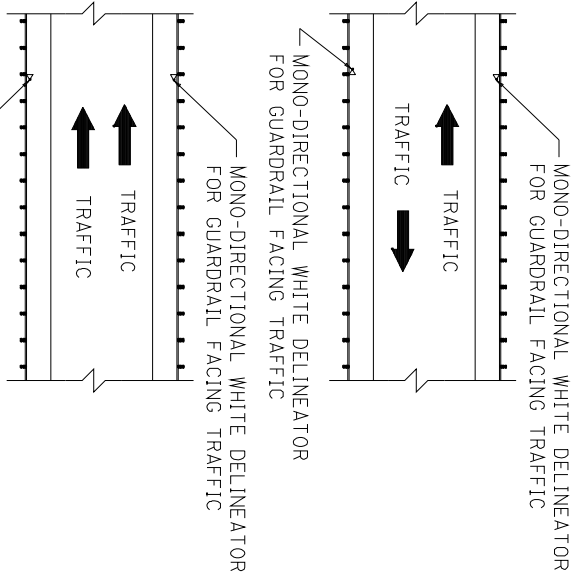 MONO-DIRECTIONAL WHITE DELINEATOR
FOR GUARDRAIL FACING TRAFFIC
TRAFFIC
TRAFFIC
MONO-DIRECTIONAL WHITE DELINEATOR
FOR GUARDRAIL FACING TRAFFIC
MONO-DIRECTIONAL WHITE DELINEATOR
FOR GUARDRAIL FACING TRAFFIC
TRAFFIC
TRAFFIC